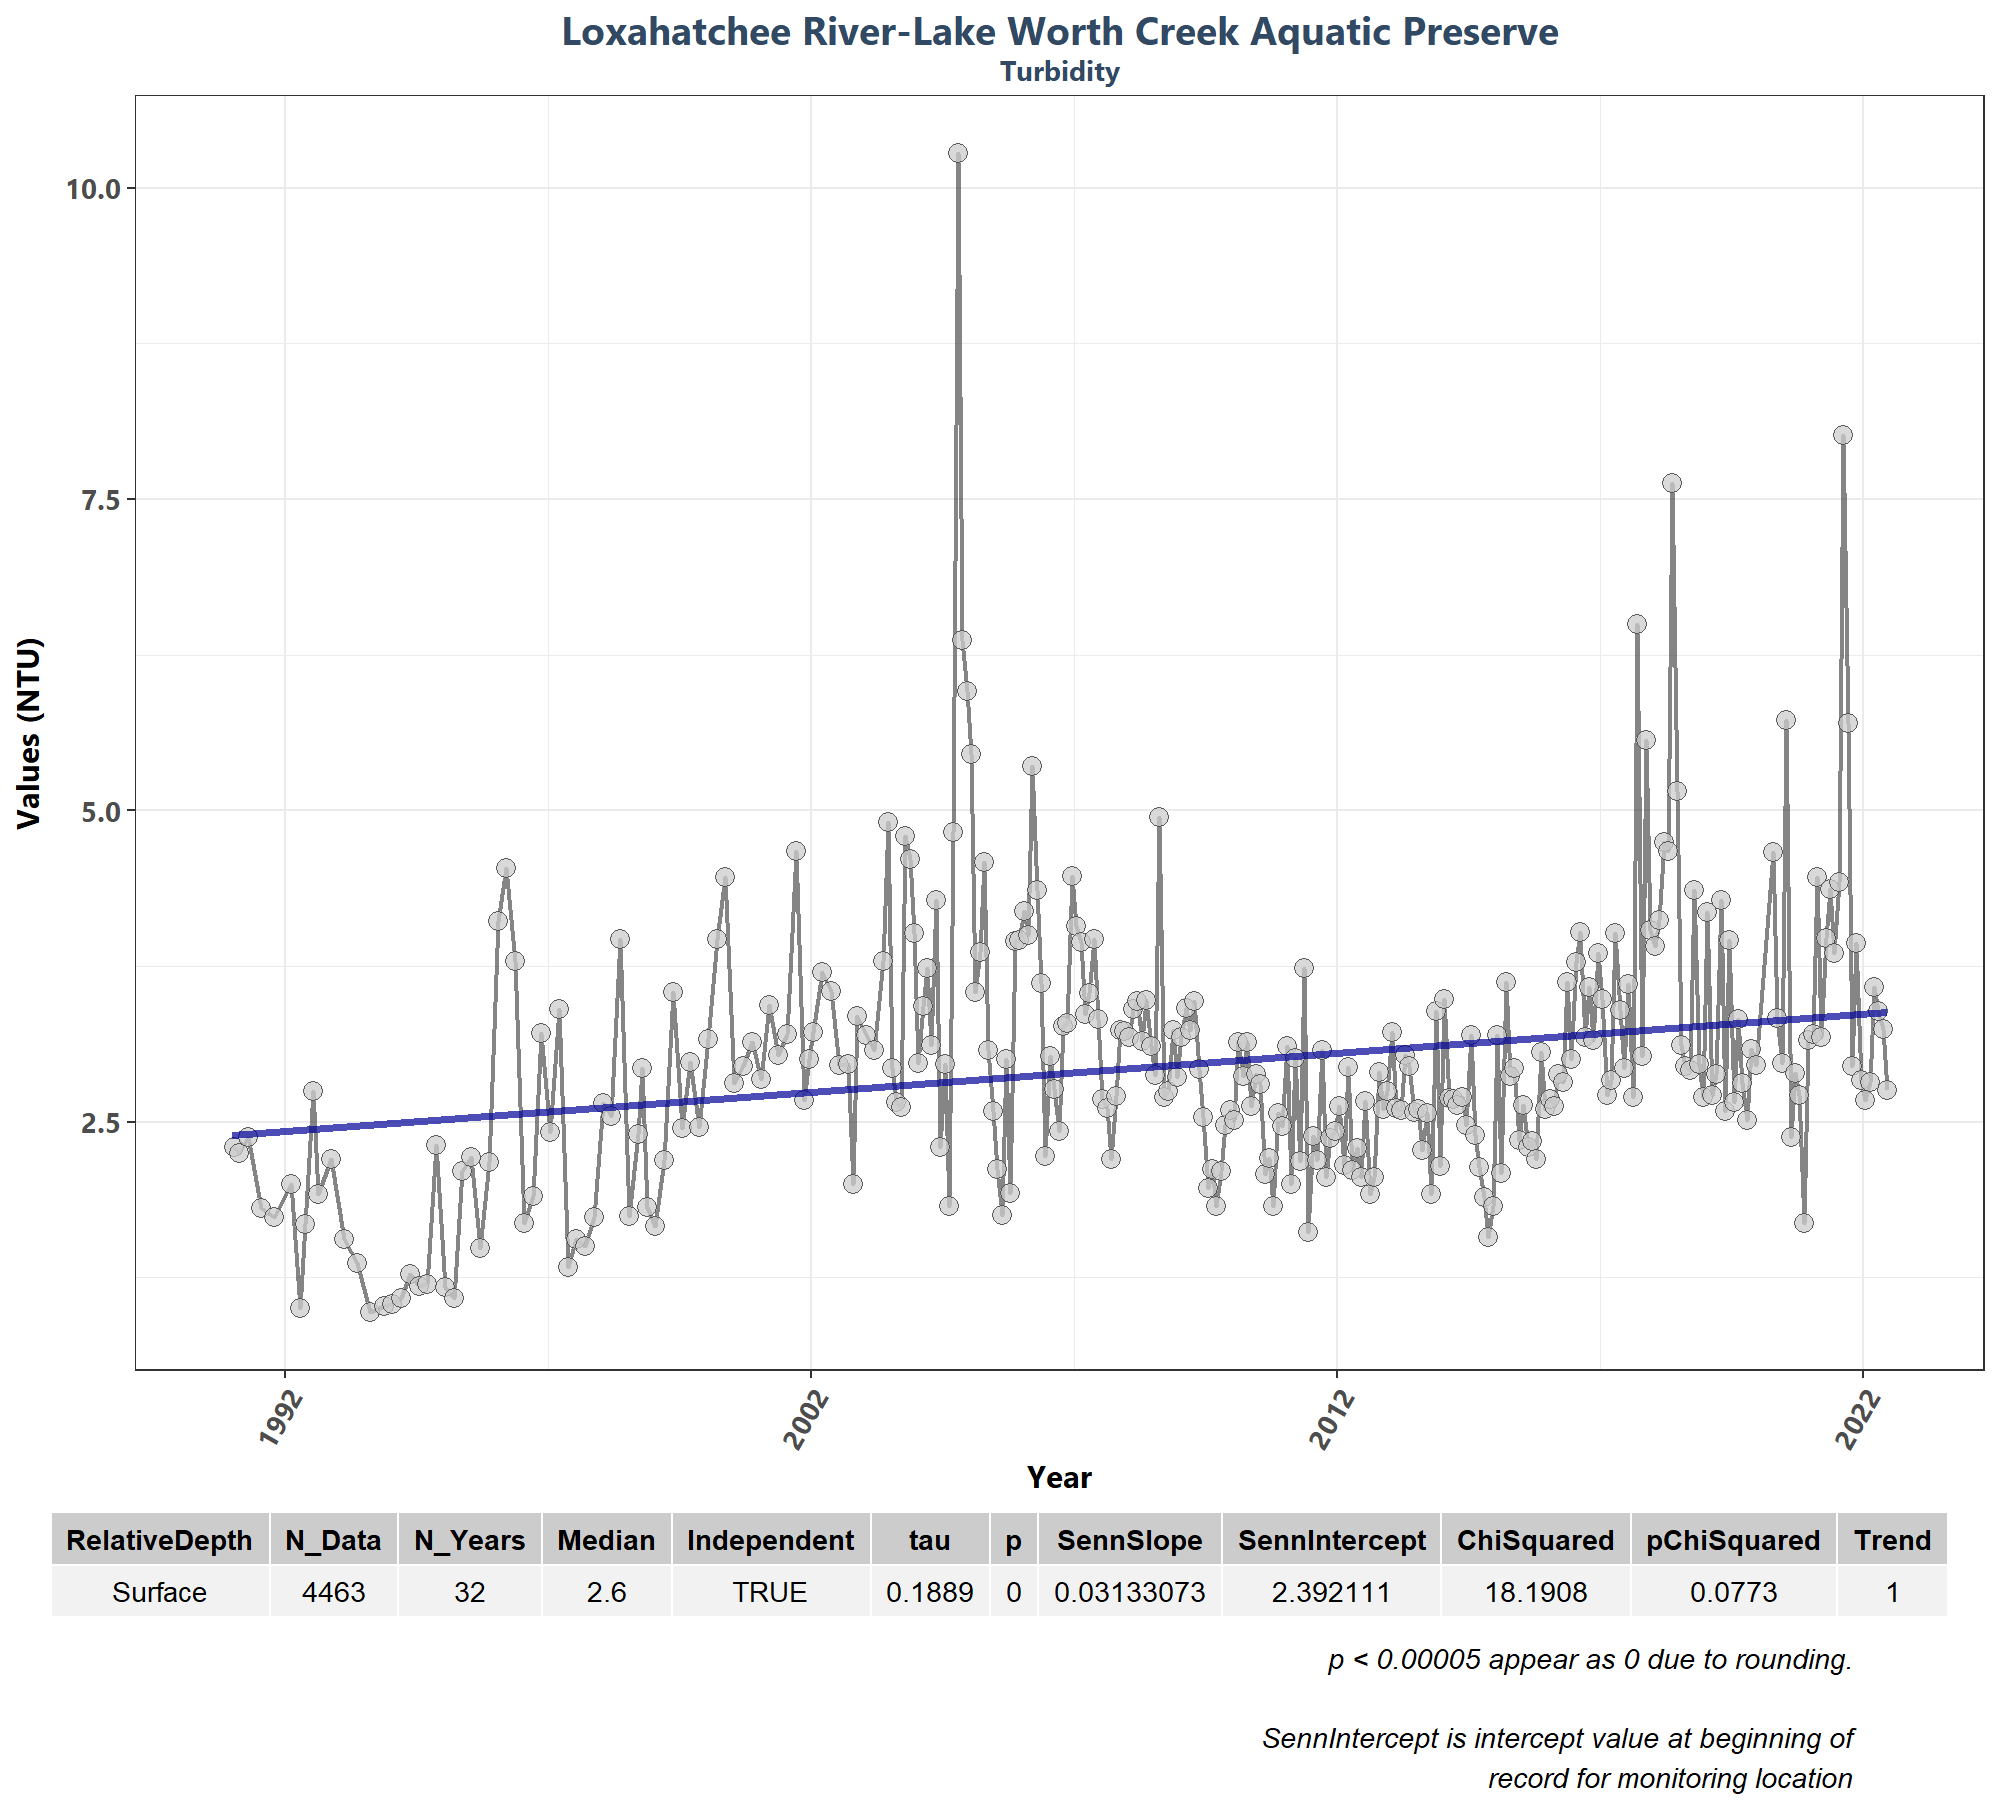 Loxahatchee River-Lake Worth Creek Aquatic Preserve
Turbidity
10.0
7.5
5.0
2.5
Values (NTU)
1992
2002
2012
2022
Year
RelativeDepth N_Data N_Years Median Independent tau p SennSlope SennIntercept ChiSquared pChiSquared Trend
Surface 4463 32 2.6 TRUE 0.1889 0 0.03133073 2.392111 18.1908 0.0773 1
p < 0.00005 appear as 0 due to rounding.
SennIntercept is intercept value at beginning of
record for monitoring location